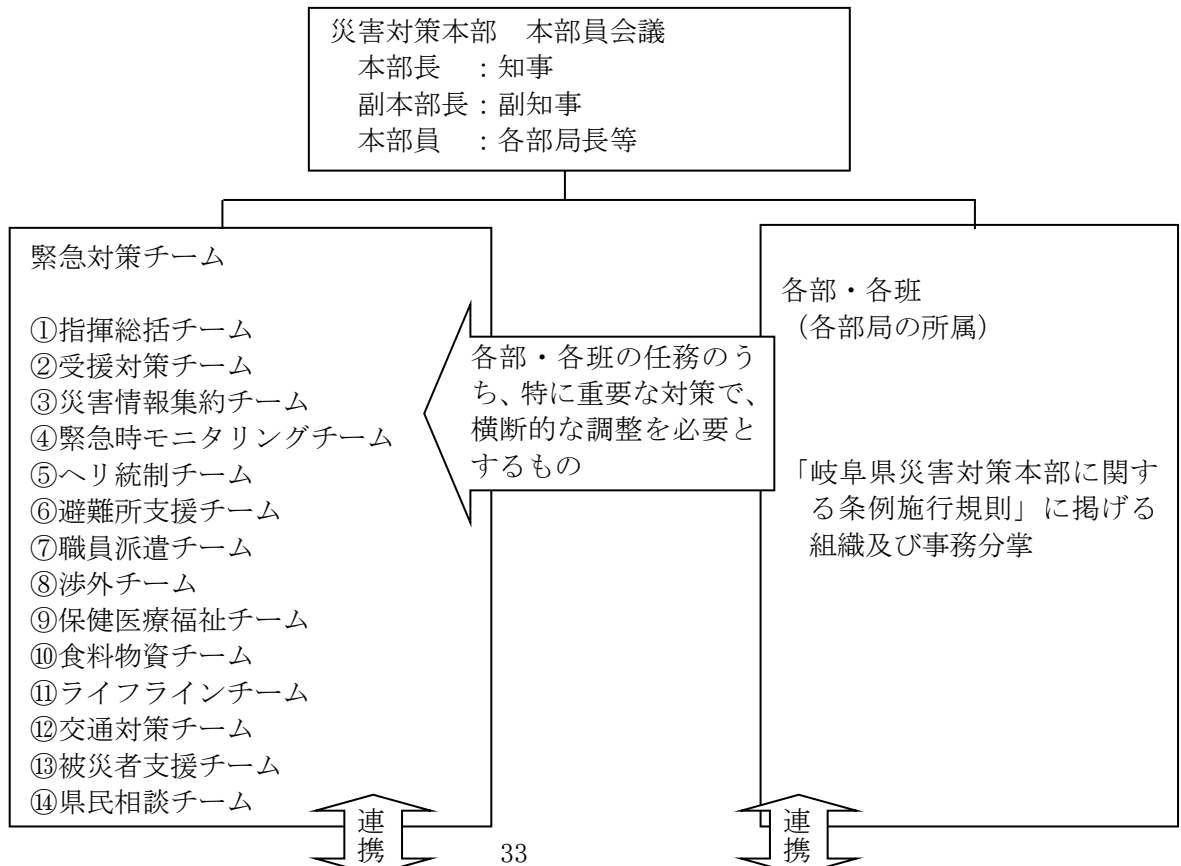 災害対策本部　本部員会議
本部長　：知事
副本部長：副知事
本部員　：各部局長等
緊急対策チーム
①指揮総括チーム
②受援対策チーム
③災害情報集約チーム
④緊急時モニタリングチーム
⑤ヘリ統制チーム
⑥避難所支援チーム
⑦職員派遣チーム
⑧渉外チーム
⑨保健医療福祉チーム
⑩食料物資チーム
⑪ライフラインチーム
⑫交通対策チーム
⑬被災者支援チーム
⑭県民相談チーム
各部・各班の任務のう
ち、特に重要な対策で、
横断的な調整を必要と
するもの
各部・各班
（各部局の所属）
「岐阜県災害対策本部に関す
る条例施行規則」に掲げる
組織及び事務分掌
連携
連携
33